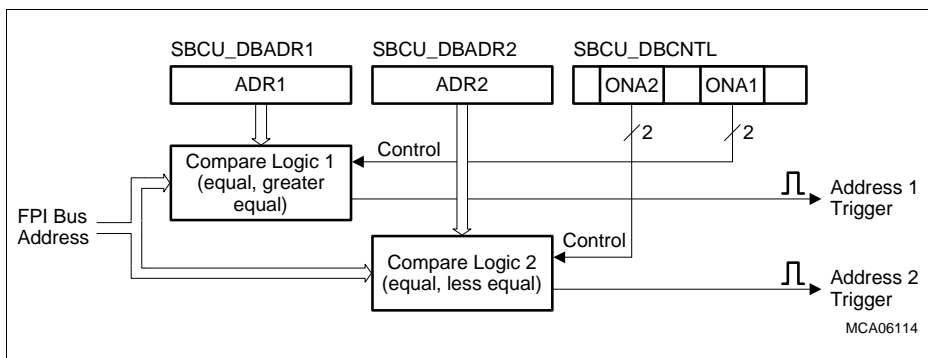 SBCU_DBADR1
SBCU_DBADR2
SBCU_DBCNTL
ADR1
ADR2
ONA2
ONA1
2
2
Control
Compare Logic 1
(equal, greater
equal)
FPI Bus
Address
Address 1
Trigger
Control
Compare Logic 2
(equal, less equal)
Address 2
Trigger
MCA06114